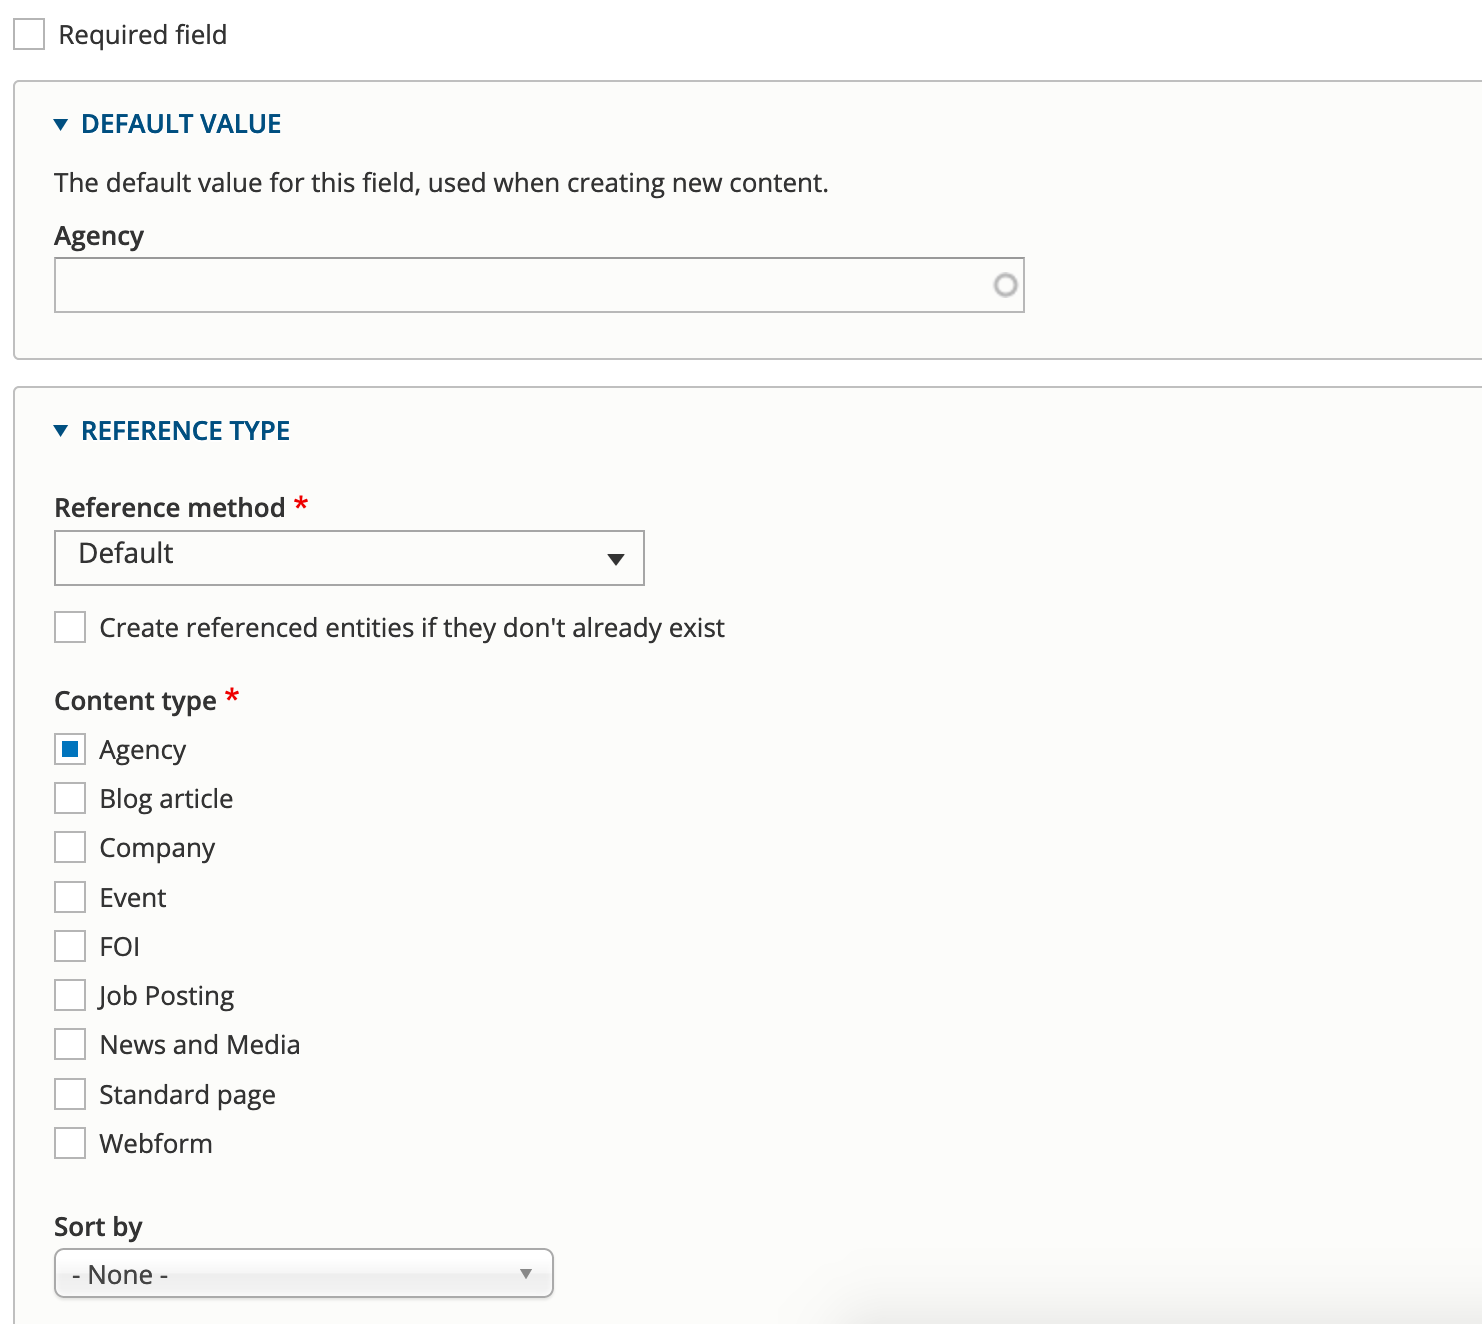 Required field
DEFAULT VALUE
The default value for this field, used when creating new content.
Agency
REFERENCE TYPE
Reference method *
Default
Create referenced entities if they don't already exist
Content type *
Agency
Blog article
Company
Event
FOI
Job Posting
News and Media
Standard page
Webform
Sort by
- None -